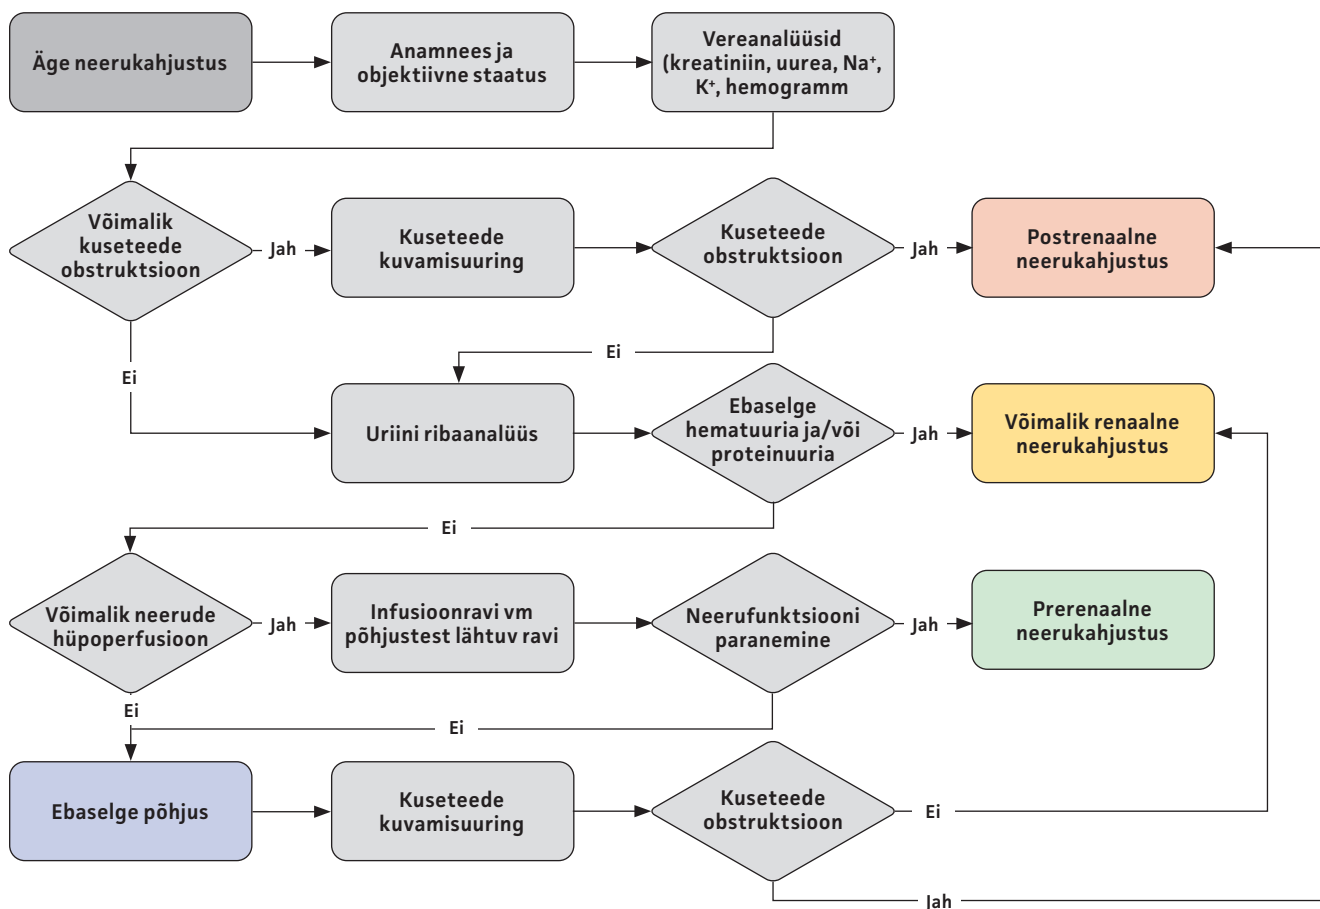 Äge neerukahjustus
Anamnees ja
objektiivne staatus
Vereanalüüsid
(kreatiniin, uurea, Na⁺,
K⁺, hemogramm
Võimalik
kuseteede
obstruktsioon
Jah
Kuseteede
kuvamisuuring
Kuseteede
obstruktsioon
Jah
Postrenaalne
neerukahjustus
Ei
Ei
Uriini ribaanalüüs
Ebaselge
hematuuria ja/või
proteinuuria
Jah
Võimalik renaalne
neerukahjustus
Ei
Võimalik neerude
hüpoperfusioon
Jah
Infusioonravi vm
põhjustest lähtuv ravi
Neerufunktsiooni
paranemine
Jah
Prerenaalne
neerukahjustus
Ei
Ei
Ebaselge põhjus
Kuseteede
kuvamisuuring
Kuseteede
obstruktsioon
Ei
Jah